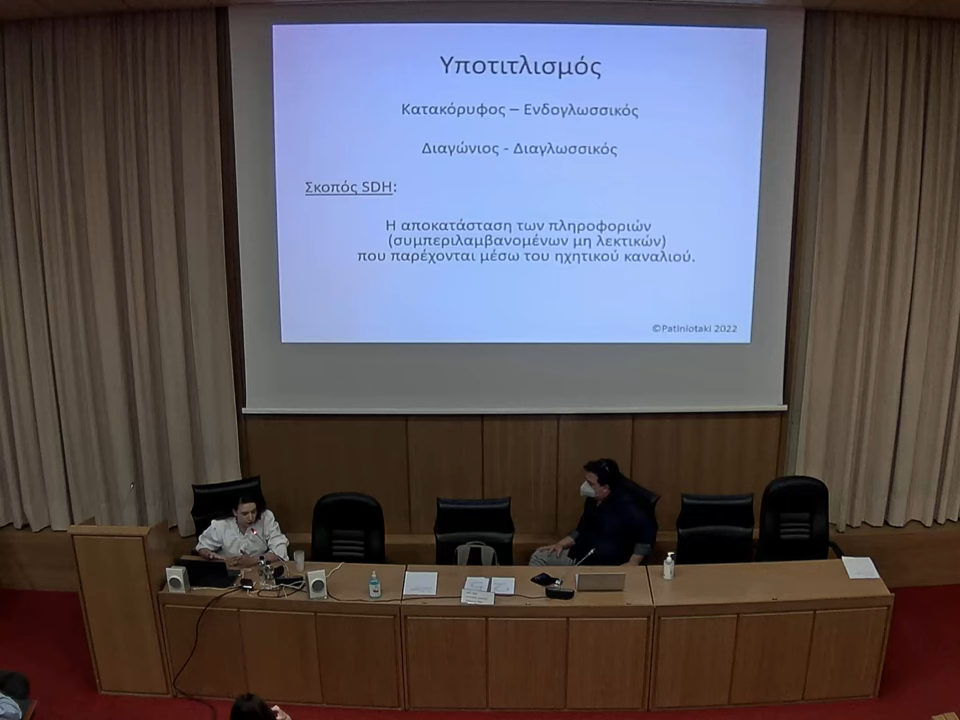 Υποτιτλισμός
Κατακόρυφος – Ενδογλωσσικός
Διαγώνιος - Διαγλωσσικός
Σκοπός SDH:
Η αποκατάσταση των πληροφοριών
(συμπεριλαμβανομένων μη λεκτικών)
που παρέχονται μέσω του ηχητικού καναλιού.
©Patiniotaki 2022